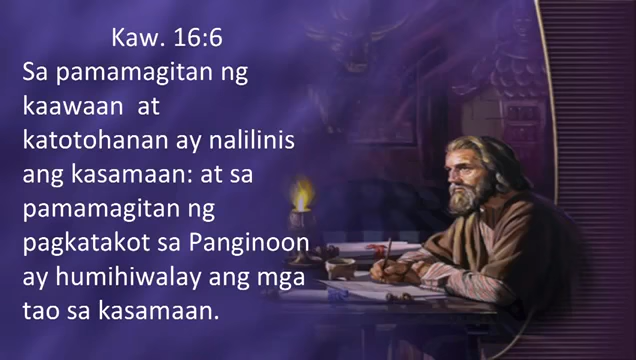 Kaw. 16:6
Sa pamamagitan ng
kaawaan at
katotohanan ay nalilinis
ang kasamaan: at sa
pamamagitan ng
pagkatakot sa Panginoon
ay humihiwalay ang mga
tao sa kasamaan.